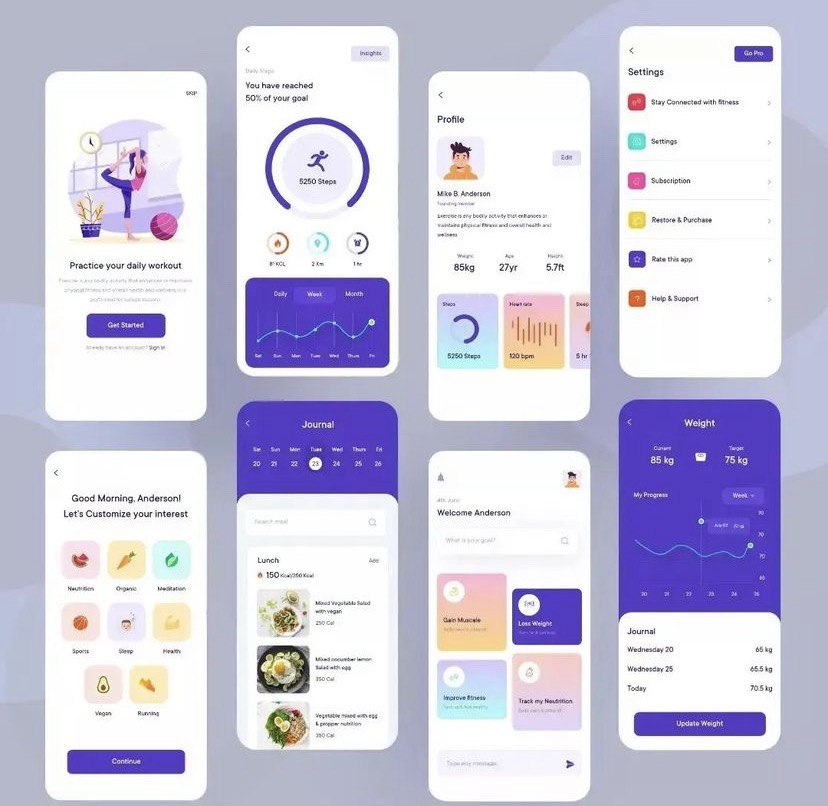 SKIP
Practice your daily workout
Exercise is any bodily activity that enhances or maintains
physical fitness and overall health and wellness. It is
performed for various reasons
Get Started
Already have an account? Sign in
Insights
Daily Steps
You have reached
50% of your goal
5250 Steps
81 KCL
2 Km
1 hr
Daily
Week
Month
Sat Sun Mon Tues Wed Thurs Fri
Profile
Edit
Mike B. Anderson
Founding member
Exercise is any bodily activity that enhances or
maintains physical fitness and overall health and
wellness
Weight Age Height
85kg 27yr 5.7ft
Steps
5250 Steps
Heart rate
120 bpm
Sleep
5 hr
Go Pro
Settings
Stay Connected with fitness
Settings
Subscription
Restore & Purchase
Rate this app
Help & Support
Good Morning, Anderson!
Let's Customize your interest
Neutrition
Organic
Meditation
Sports
Sleep
Health
Vegan
Running
Continue
Journal
Sat Sun Mon Tues Wed Thurs Fri
20 21 22 23 24 25 26
Search meal
Lunch
Add
150 Kcal/250 Kcal
Mixed Vegetable Salad
with vegan
250 Cal
Mixed cocumber lemon
Salad with egg
350 Cal
Vegetable mixed with egg
& propper nutrition
350 Cal
4th June
Welcome Anderson
What is your goal?
Gain Muscale
Loss Weight
Improve fitness
Track my Neutrition
Type any message
Weight
Current
85 kg
Target
75 kg
My Progress
Week
90
70
70
65
20 21 22 23 24 25
Journal
Wednesday 20 65 kg
Wednesday 25 65.5 kg
Today 70.5 kg
Update Weight